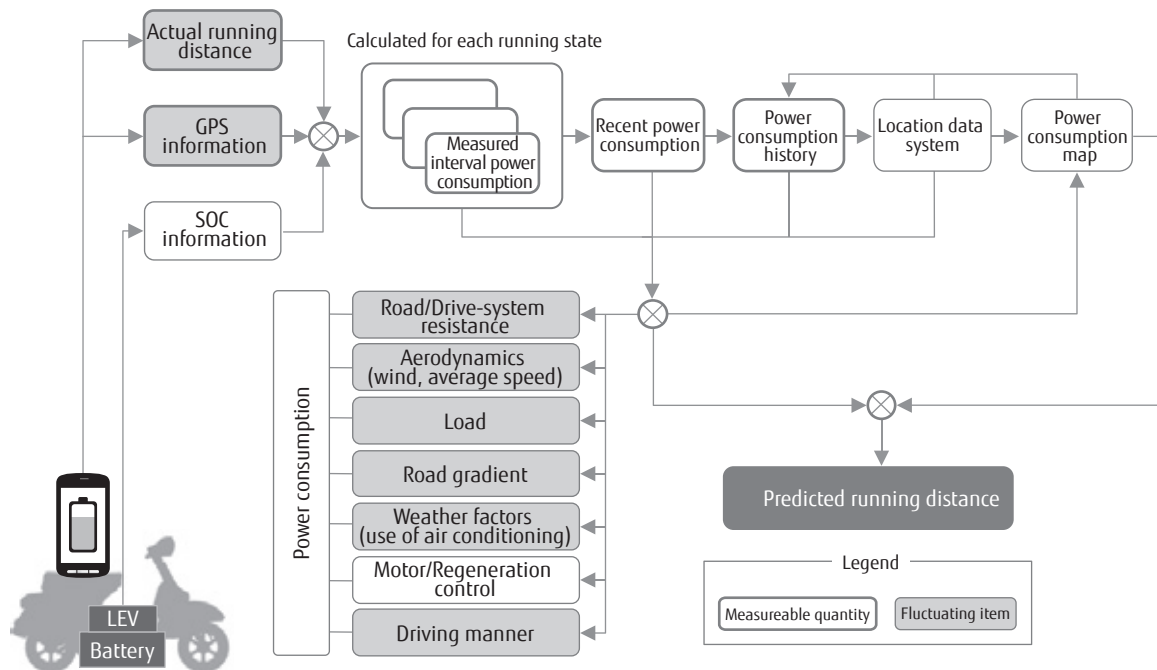 Actual running
distance
Calculated for each running state
GPS
information
Measured
interval power
consumption
Recent power
consumption
Power
consumption
history
Location data
system
Power
consumption
map
SOC
information
Power consumption
Road/Drive-system
resistance
Aerodynamics
(wind, average speed)
Load
Road gradient
Weather factors
(use of air conditioning)
Motor/Regeneration
control
Driving manner
Predicted running distance
Legend
Measureable quantity
Fluctuating item
LEV
Battery